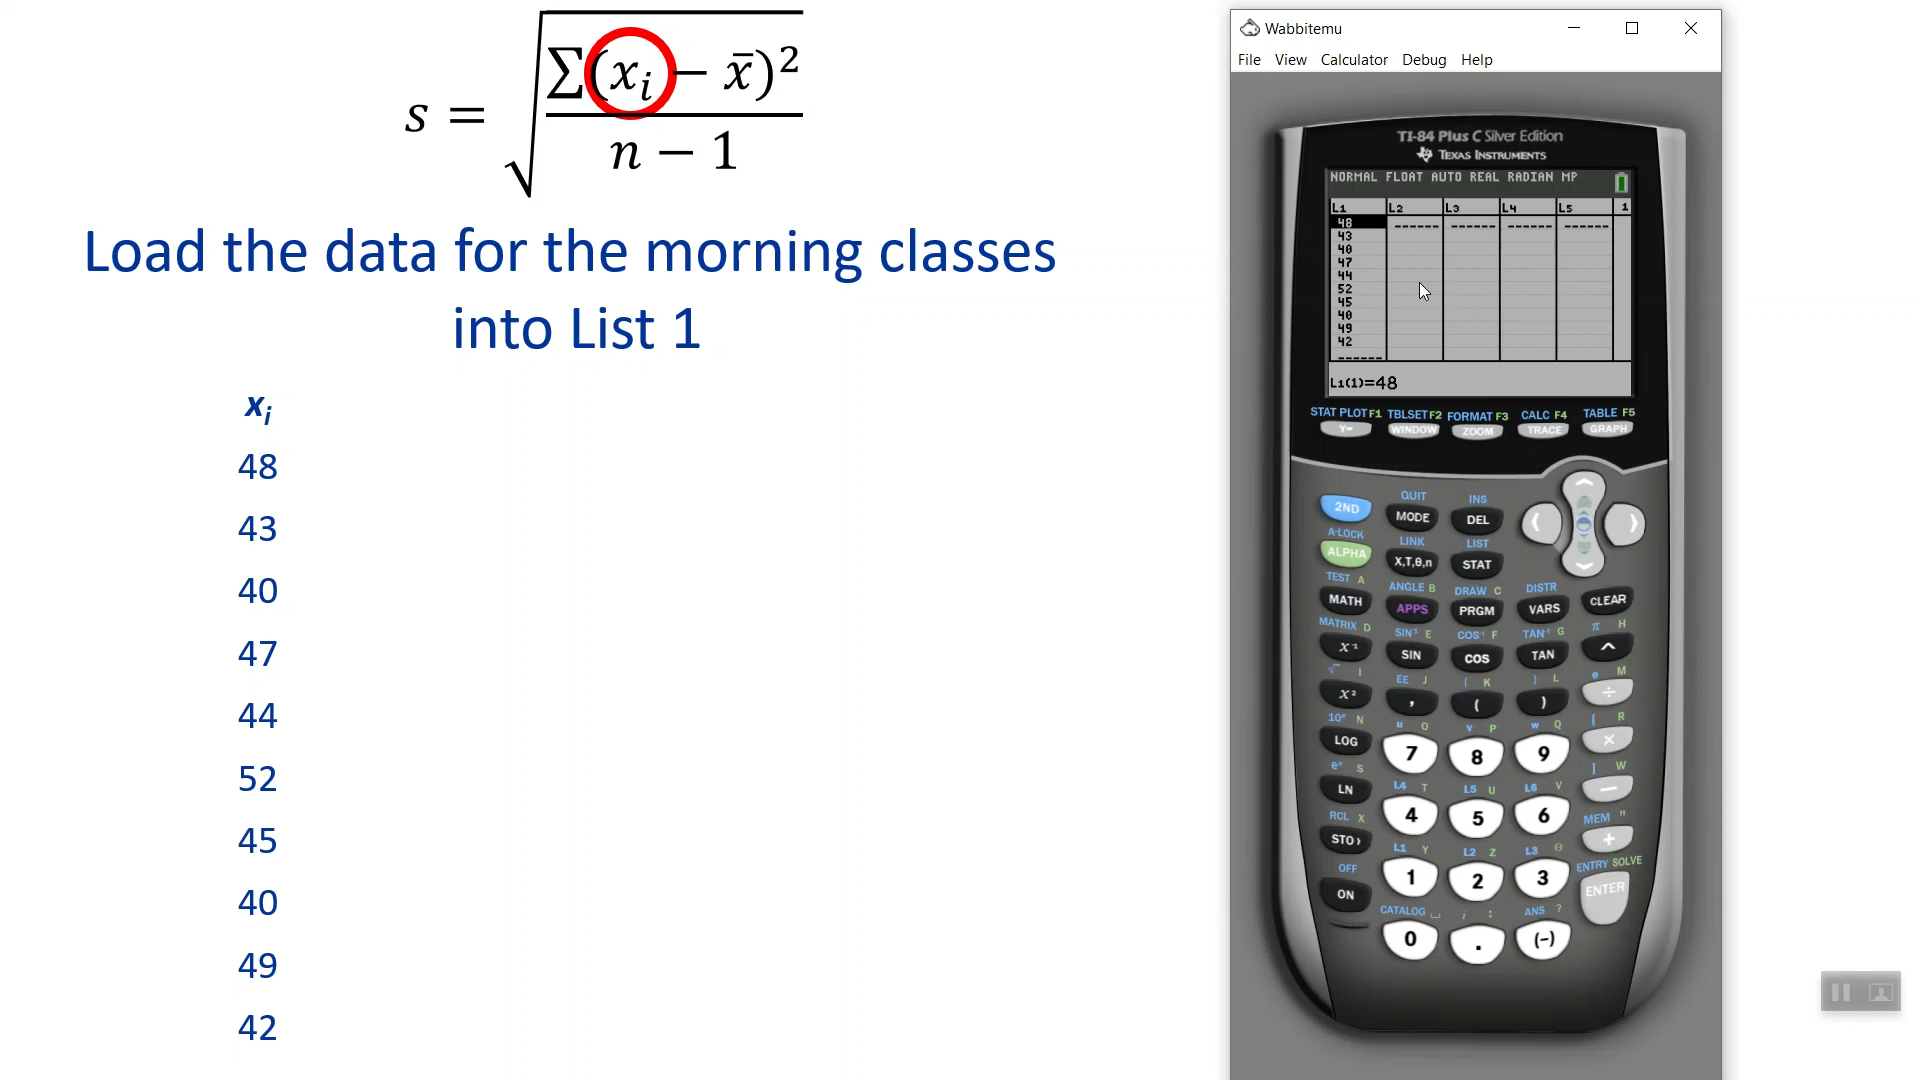 s = √(∑(xᵢ − x̄)² / (n − 1))
Load the data for the morning classes
into List 1
xᵢ
48
43
40
47
44
52
45
40
49
42
Wabbitemu
File View Calculator Debug Help
TI-84 Plus C Silver Edition
TEXAS INSTRUMENTS
NORMAL FLOAT AUTO REAL RADIAN MP
L1 L2 L3 L4 L5 1
48 ------ ------ ------ ------
43
40
47
44
52
45
40
49
42
------
L1(1)=48
STAT PLOT F1 TBLSET F2 FORMAT F3 CALC F4 TABLE F5
Y= WINDOW ZOOM TRACE GRAPH
QUIT INS
2ND MODE DEL
A-LOCK LINK LIST
ALPHA X,T,θ,n STAT
TEST A ANGLE B DRAW C DISTR
MATH APPS PRGM VARS CLEAR
MATRIX D SIN⁻¹ E COS⁻¹ F TAN⁻¹ G π H
X⁻¹ SIN COS TAN ^
√‾ I EE J { K } L e M
X² , ( ) ÷
10ˣ N u O v P w Q [ R
LOG 7 8 9 ×
eˣ S L4 T L5 U L6 V ] W
LN 4 5 6 −
RCL X L1 Y L2 Z L3 θ MEM "
STO› 1 2 3 +
OFF CATALOG ⎵ i : ANS ? ENTRY SOLVE
ON 0 . (-) ENTER